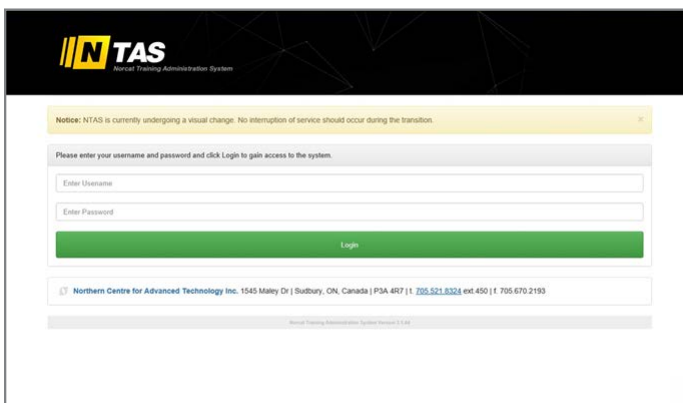 NTAS
Norcat Training Administration System
Notice: NTAS is currently undergoing a visual change. No interruption of service should occur during the transition. ×
Please enter your username and password and click Login to gain access to the system.
Enter Username
Enter Password
Login
Northern Centre for Advanced Technology Inc. 1545 Maley Dr | Sudbury, ON, Canada | P3A 4R7 | t. 705.521.8324 ext.450 | f. 705.670.2193
Norcat Training Administration System Version